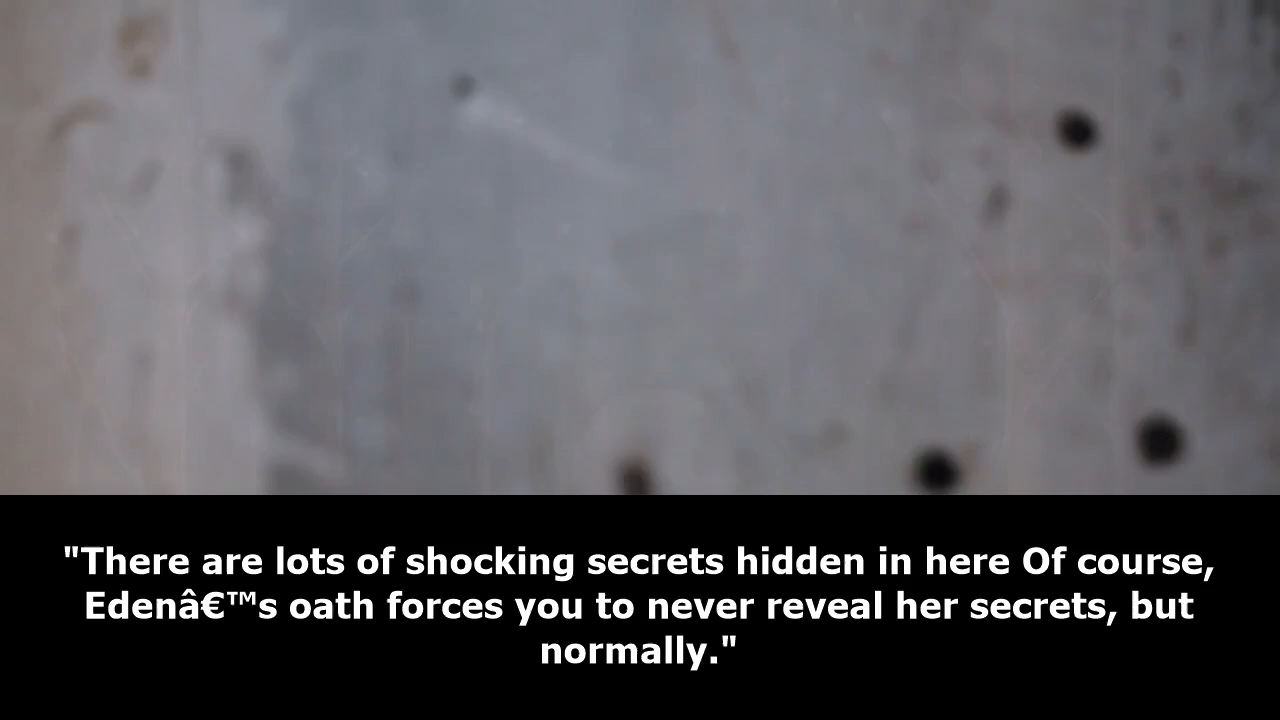 "There are lots of shocking secrets hidden in here Of course,
Edenâ€™s oath forces you to never reveal her secrets, but
normally."